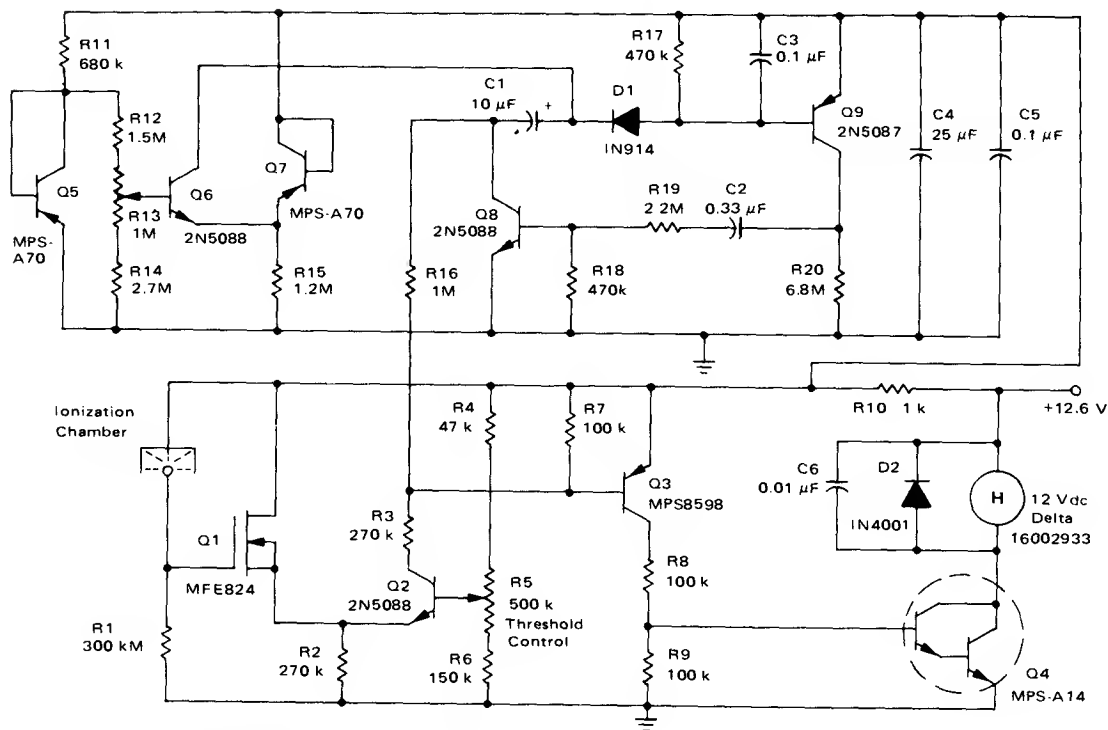 R11
680 k
R12
1.5M
Q5
MPS-
A70
R13
1M
R14
2.7M
Q6
2N5088
Q7
MPS-A70
R15
1.2M
C1
10 μF
+
D1
IN914
R17
470 k
C3
0.1 μF
Q9
2N5087
C4
25 μF
C5
0.1 μF
Q8
2N5088
R19
2.2M
C2
0.33 μF
R16
1M
R18
470k
R20
6.8M
Ionization
Chamber
R4
47 k
R7
100 k
R10 1 k
+12.6 V
Q3
MPS8598
C6
0.01 μF
D2
IN4001
H
12 Vdc
Delta
16002933
Q1
MFE824
R3
270 k
Q2
2N5088
R5
500 k
Threshold
Control
R8
100 k
R1
300 kM
R2
270 k
R6
150 k
R9
100 k
Q4
MPS-A14